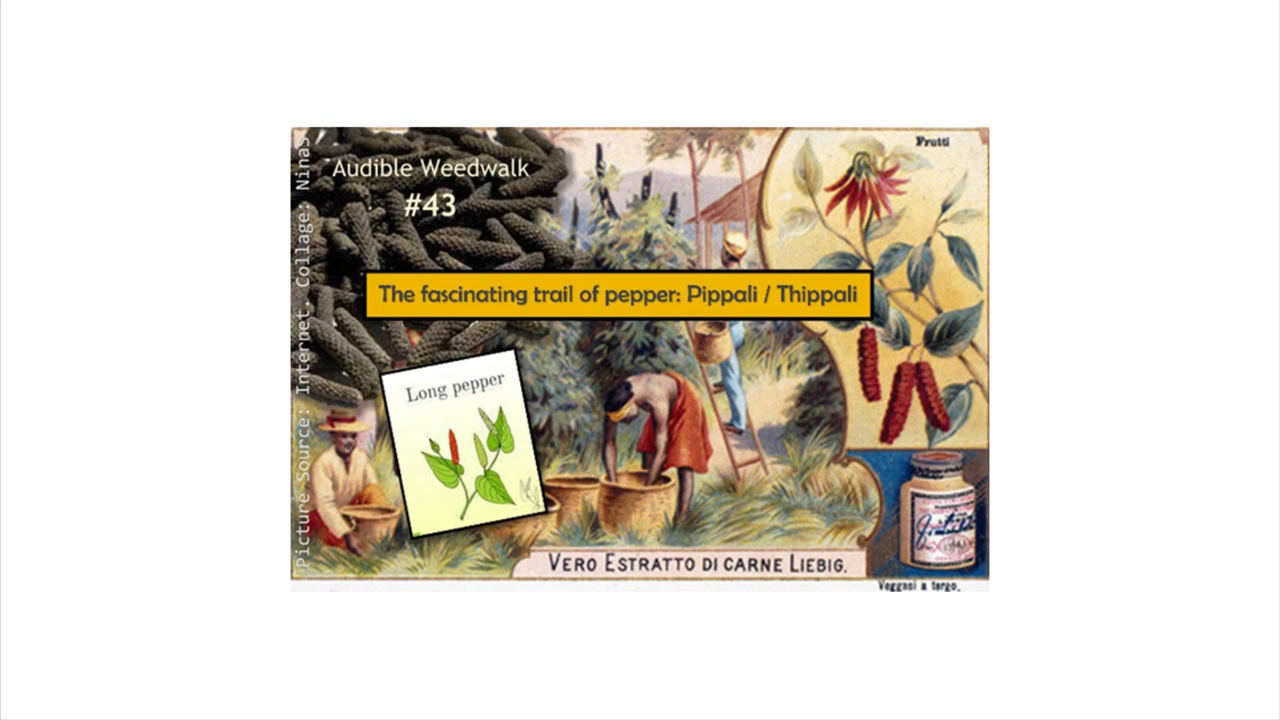 Audible Weedwalk
#43
Frutti
The fascinating trail of pepper: Pippali / Thippali
Long pepper
VERO ESTRATTO DI CARNE LIEBIG.
Veggasi a tergo.
Picture Source: Internet. Collage: NinaS